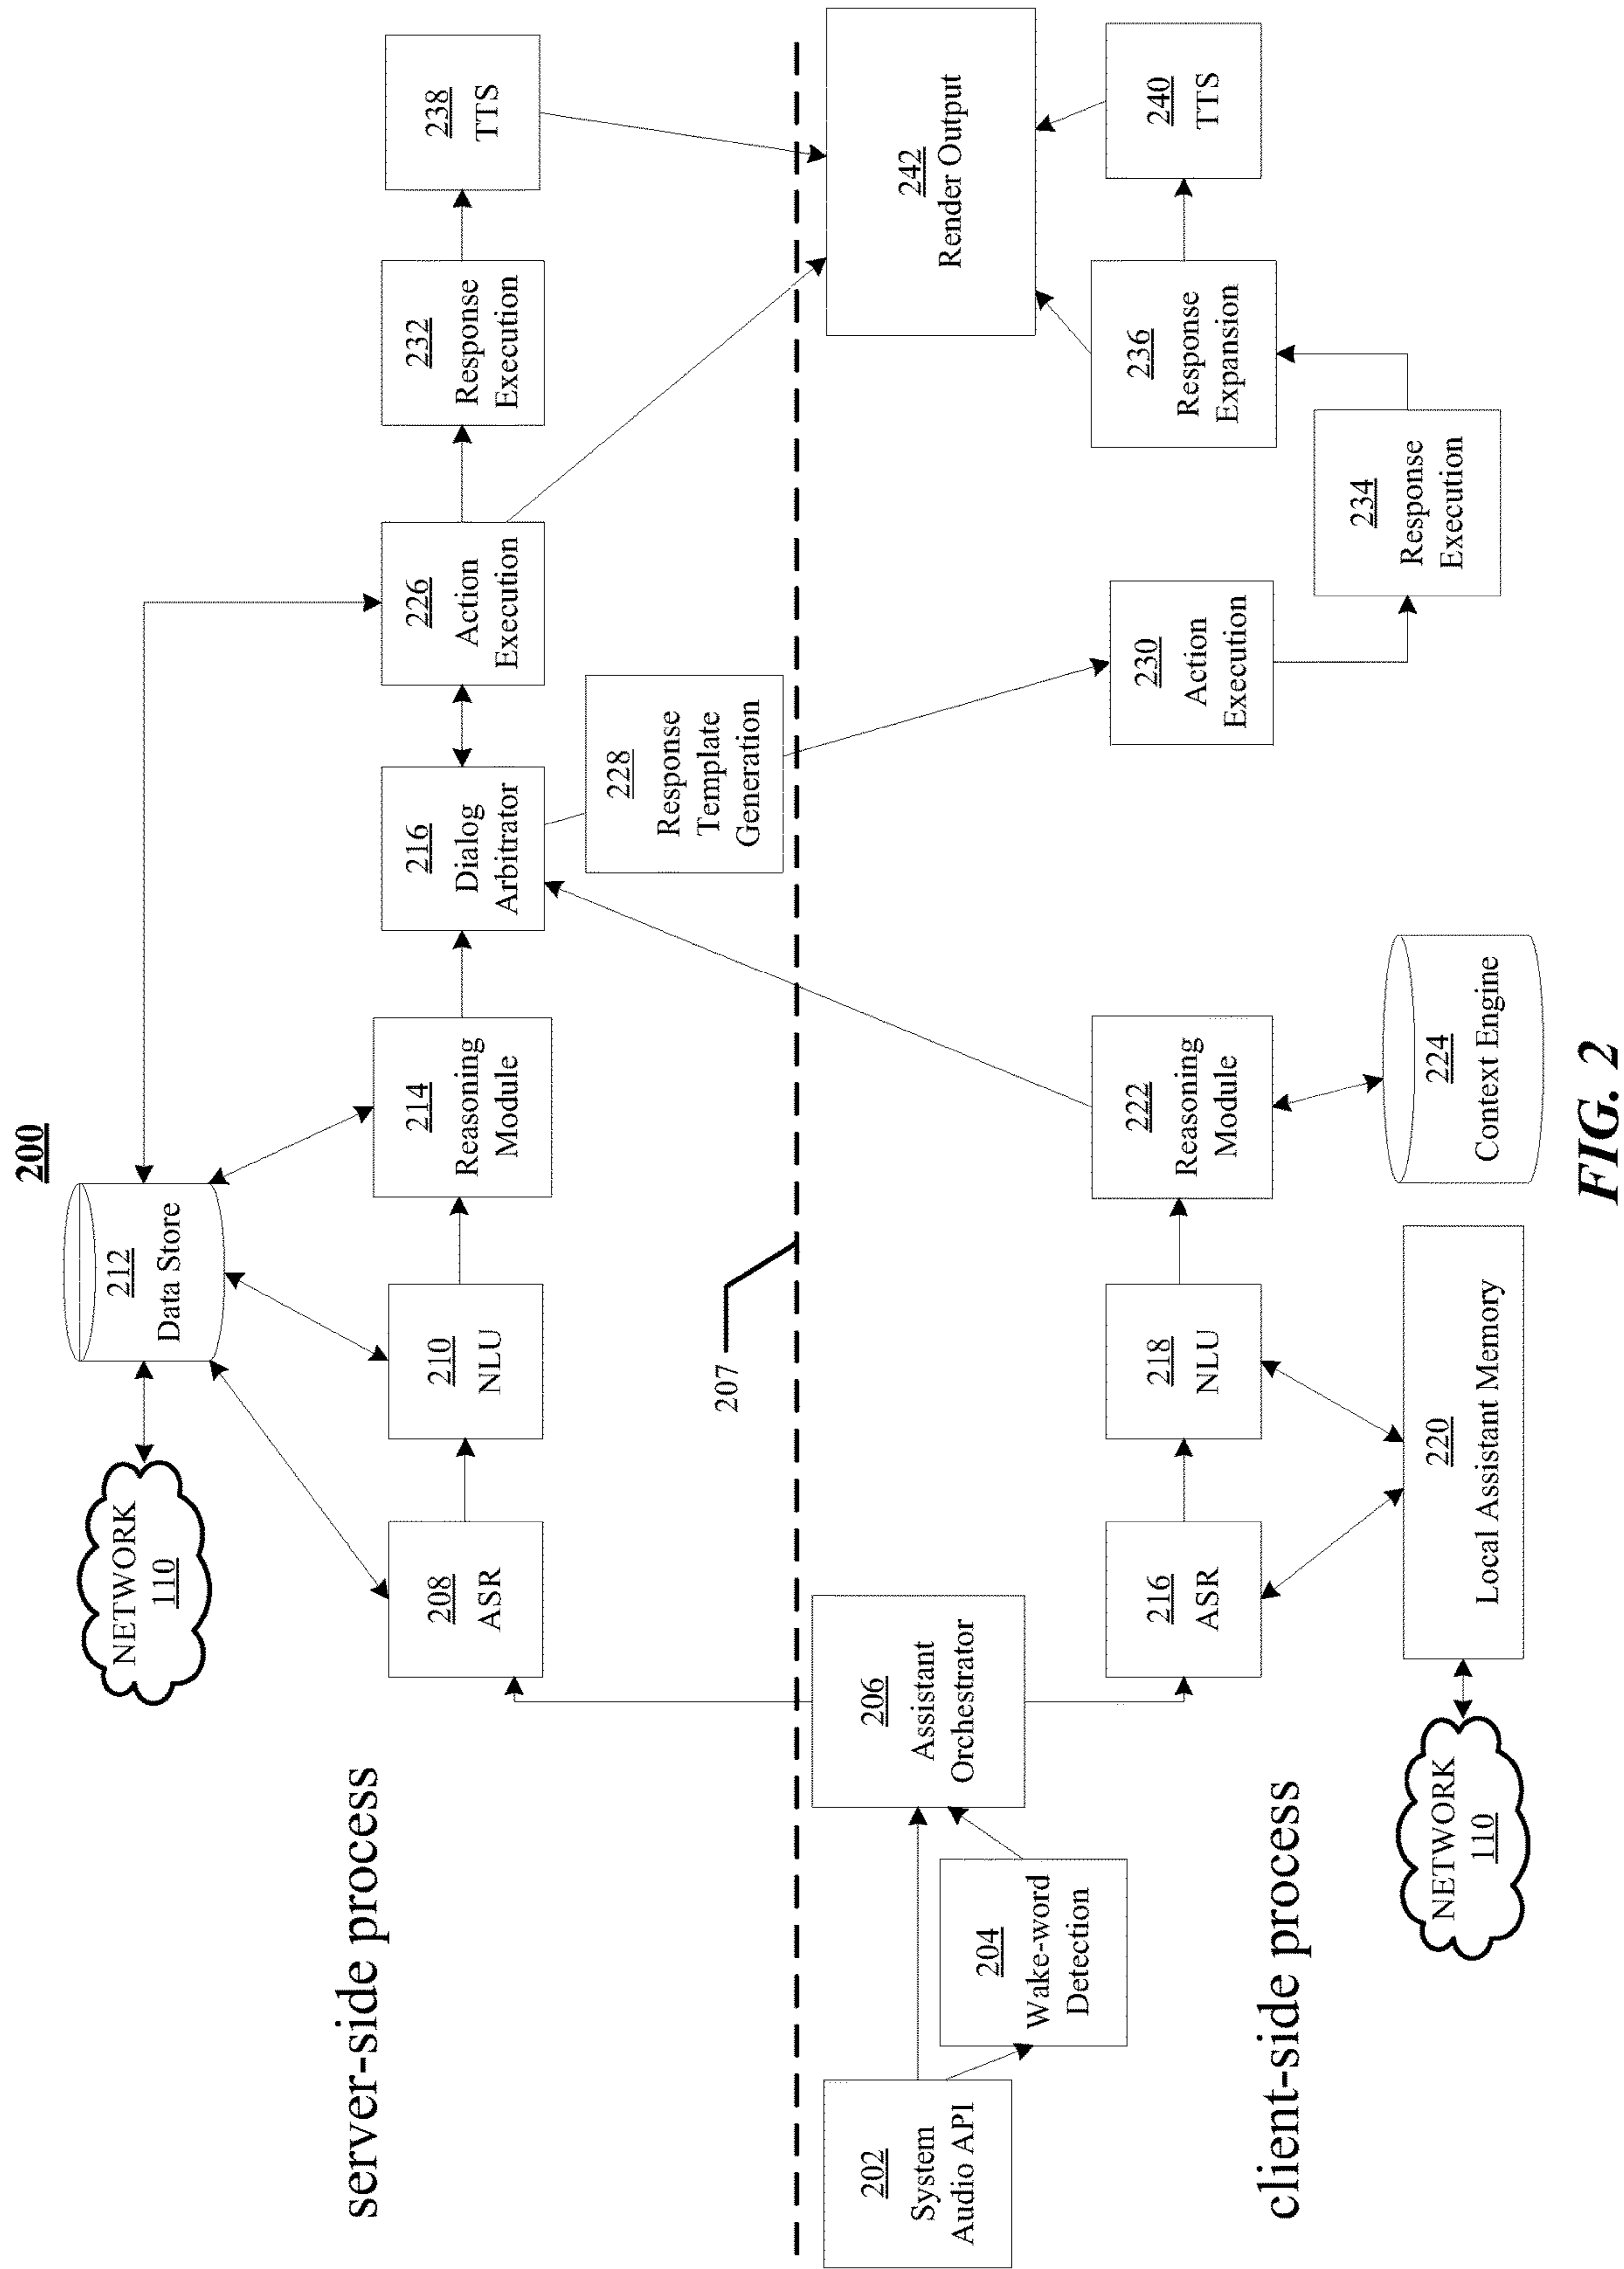 200
NETWORK
110
212
Data Store
server-side process
208
ASR
210
NLU
214
Reasoning
Module
216
Dialog
Arbitrator
226
Action
Execution
232
Response
Execution
238
TTS
228
Response
Template
Generation
207
202
System
Audio API
204
Wake-word
Detection
206
Assistant
Orchestrator
242
Render Output
client-side process
216
ASR
218
NLU
222
Reasoning
Module
230
Action
Execution
236
Response
Expansion
240
TTS
234
Response
Execution
NETWORK
110
220
Local Assistant Memory
224
Context Engine
FIG. 2